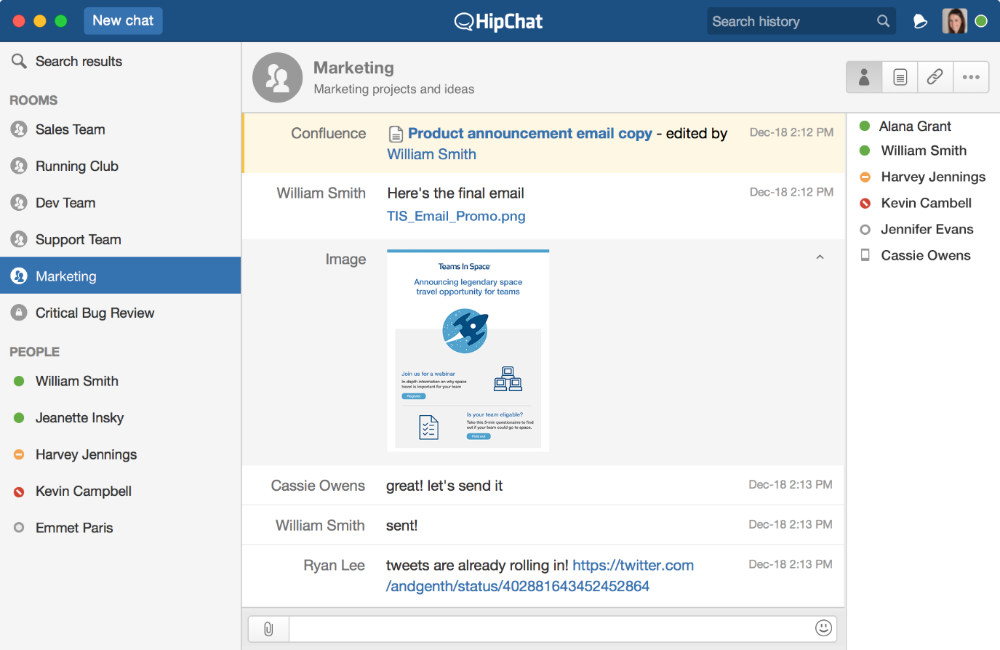 New chat
HipChat
Search history
Search results
ROOMS
Sales Team
Running Club
Dev Team
Support Team
Marketing
Critical Bug Review
PEOPLE
William Smith
Jeanette Insky
Harvey Jennings
Kevin Campbell
Emmet Paris
Marketing
Marketing projects and ideas
Confluence
Product announcement email copy - edited by
William Smith
Dec-18 2:12 PM
William Smith
Here's the final email
TIS_Email_Promo.png
Dec-18 2:12 PM
Image
Teams In Space
Announcing legendary space
travel opportunity for teams
Join us for a webinar
In-depth information on why space
travel is important for your team
Register
Is your team eligable?
Take this 5-min questionairre to find
out if your team could go to space.
Find out
Cassie Owens
great! let's send it
Dec-18 2:13 PM
William Smith
sent!
Dec-18 2:13 PM
Ryan Lee
tweets are already rolling in! https://twitter.com
/andgenth/status/402881643452452864
Dec-18 2:13 PM
Alana Grant
William Smith
Harvey Jennings
Kevin Cambell
Jennifer Evans
Cassie Owens